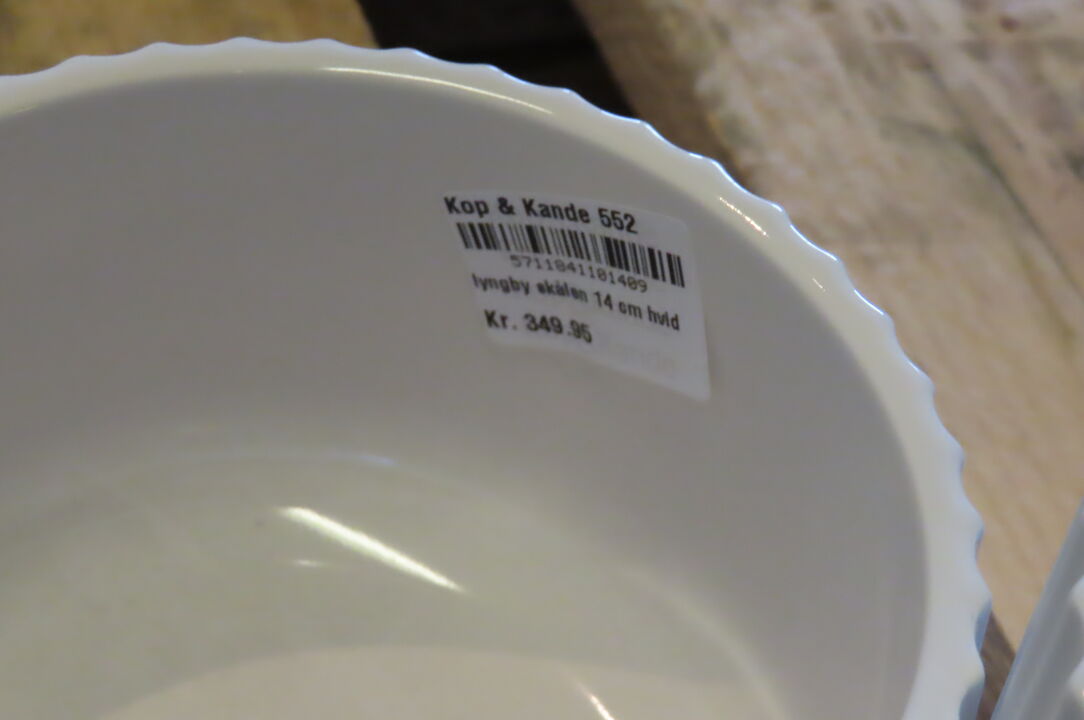 Kop & Kande 552
5711841101409
lyngby skålen 14 cm hvid
Kr. 349.95